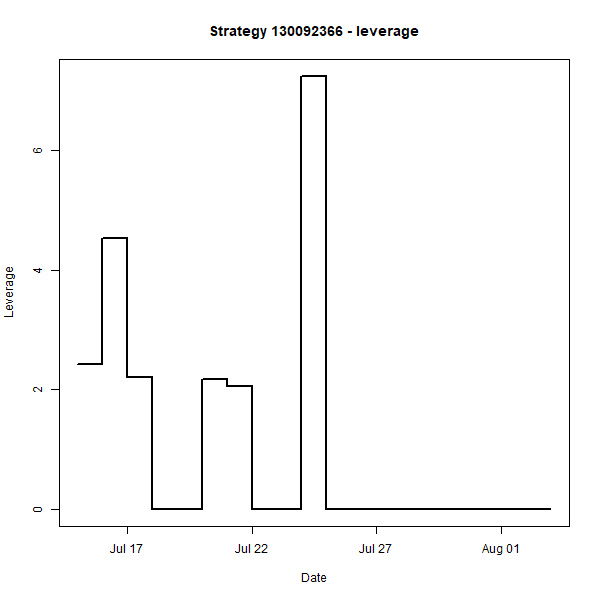 Strategy 130092366 - leverage
6
4
2
0
Leverage
Jul 17 Jul 22 Jul 27 Aug 01
Date